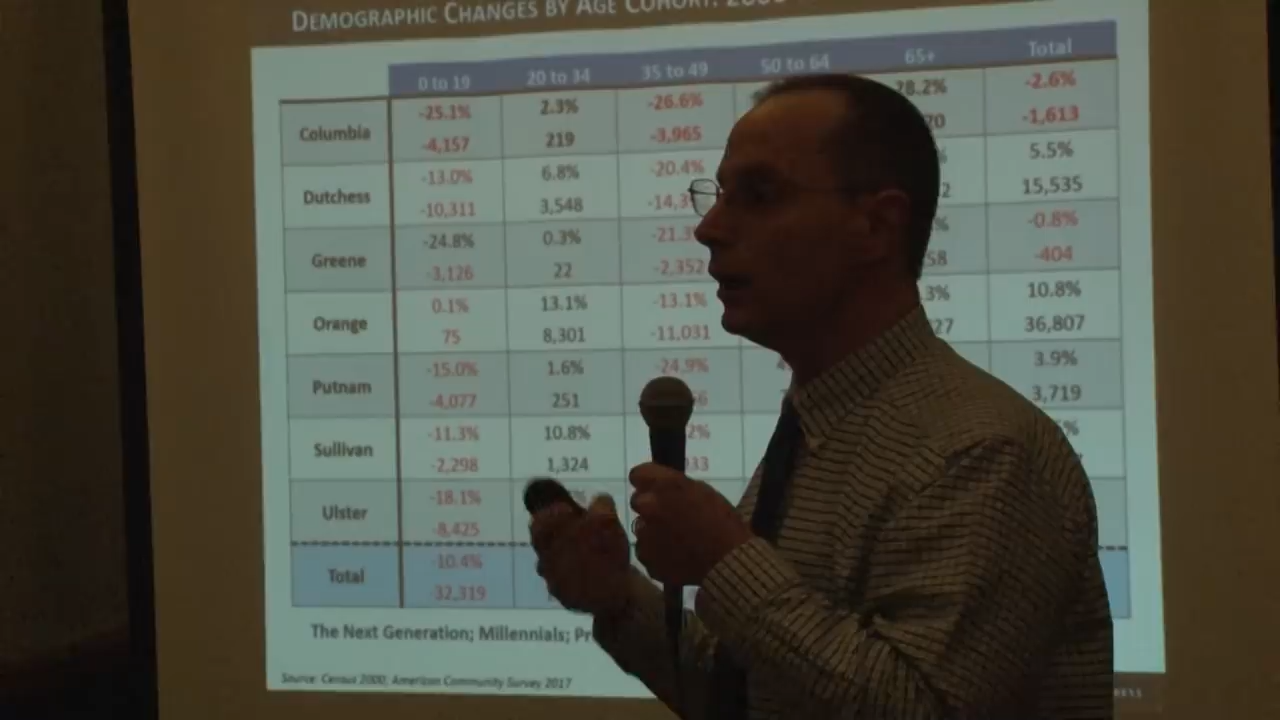 DEMOGRAPHIC CHANGES BY AGE COHORT:
0 to 19 20 to 34 35 to 49 50 to 64 65+ Total
-25.1% 2.3% -26.6% 28.2% -2.6%
Columbia
-4,157 219 -3,965 -1,613
-13.0% 6.8% -20.4% 5.5%
Dutchess
-10,311 3,548 15,535
-24.8% 0.3% -0.8%
Greene
-3,126 22 -2,352 -404
0.1% 13.1% -13.1% 10.8%
Orange
75 8,301 -11,031 36,807
-15.0% 1.6% -24.9% 3.9%
Putnam
-4,077 251 3,719
-11.3% 10.8%
Sullivan
-2,298 1,324
-18.1%
Ulster
-8,425
-10.4%
Total
-32,319
The Next Generation; Millennials;
Source: Census 2000; American Community Survey 2017